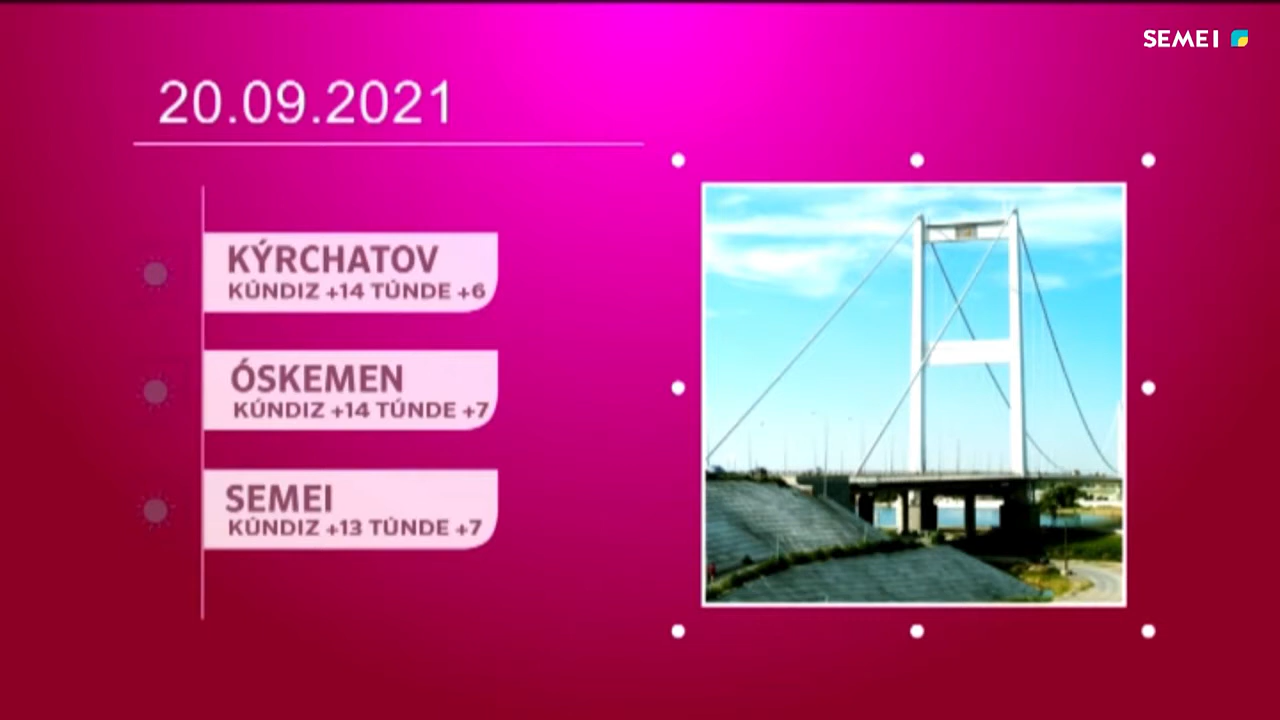 SEMEI
20.09.2021
KÝRCHATOV
KÚNDIZ +14 TÚNDE +6
ÓSKEMEN
KÚNDIZ +14 TÚNDE +7
SEMEI
KÚNDIZ +13 TÚNDE +7